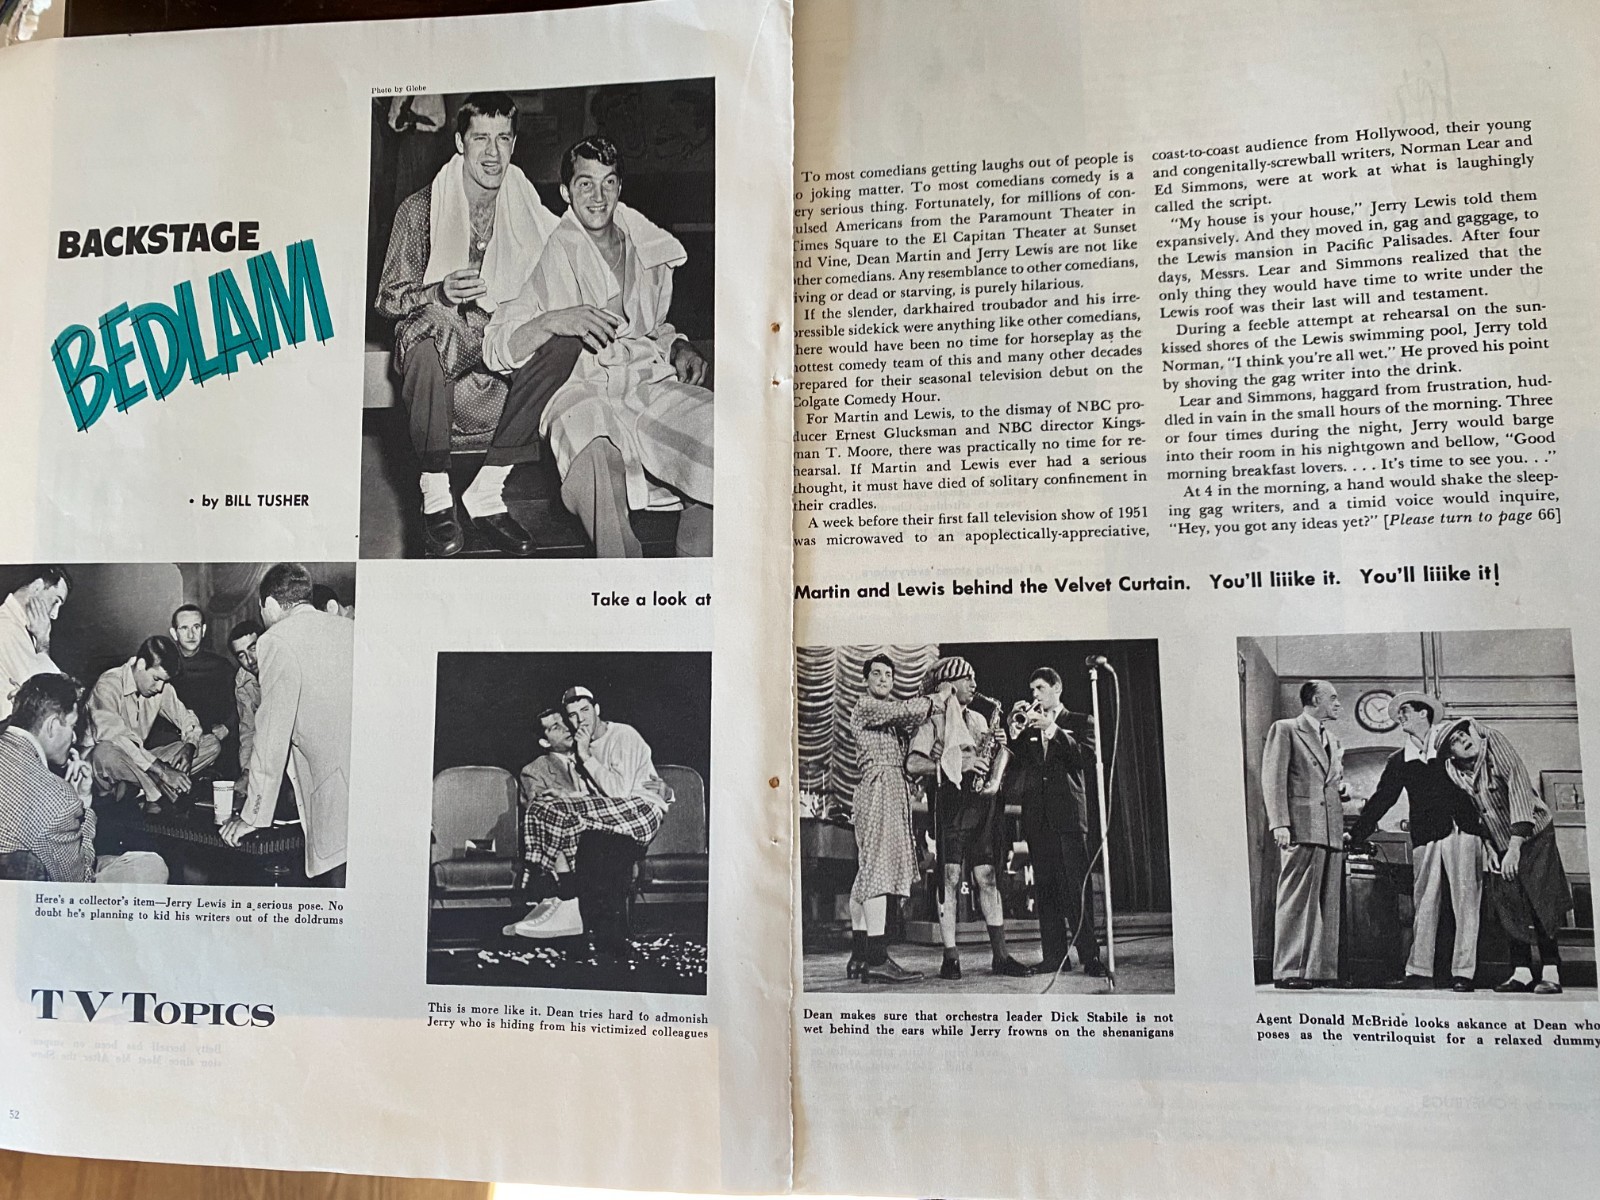 Photo by Globe
BACKSTAGE
BEDLAM
• by BILL TUSHER
Take a look at
Here's a collector's item—Jerry Lewis in a serious pose. No
doubt he's planning to kid his writers out of the doldrums
TV TOPICS
This is more like it. Dean tries hard to admonish
Jerry who is hiding from his victimized colleagues
52
To most comedians getting laughs out of people is
o joking matter. To most comedians comedy is a
ery serious thing. Fortunately, for millions of con-
ulsed Americans from the Paramount Theater in
Times Square to the El Capitan Theater at Sunset
nd Vine, Dean Martin and Jerry Lewis are not like
ther comedians. Any resemblance to other comedians,
iving or dead or starving, is purely hilarious.
If the slender, darkhaired troubador and his irre-
pressible sidekick were anything like other comedians,
here would have been no time for horseplay as the
hottest comedy team of this and many other decades
prepared for their seasonal television debut on the
Colgate Comedy Hour.
For Martin and Lewis, to the dismay of NBC pro-
ducer Ernest Glucksman and NBC director Kings-
man T. Moore, there was practically no time for re-
hearsal. If Martin and Lewis ever had a serious
thought, it must have died of solitary confinement in
their cradles.
A week before their first fall television show of 1951
was microwaved to an apoplectically-appreciative,
coast-to-coast audience from Hollywood, their young
and congenitally-screwball writers, Norman Lear and
Ed Simmons, were at work at what is laughingly
called the script.
"My house is your house," Jerry Lewis told them
expansively. And they moved in, gag and gaggage, to
the Lewis mansion in Pacific Palisades. After four
days, Messrs. Lear and Simmons realized that the
only thing they would have time to write under the
Lewis roof was their last will and testament.
During a feeble attempt at rehearsal on the sun-
kissed shores of the Lewis swimming pool, Jerry told
Norman, "I think you're all wet." He proved his point
by shoving the gag writer into the drink.
Lear and Simmons, haggard from frustration, hud-
dled in vain in the small hours of the morning. Three
or four times during the night, Jerry would barge
into their room in his nightgown and bellow, "Good
morning breakfast lovers. . . . It's time to see you. . ."
At 4 in the morning, a hand would shake the sleep-
ing gag writers, and a timid voice would inquire,
"Hey, you got any ideas yet?" [Please turn to page 66]
Martin and Lewis behind the Velvet Curtain. You'll liiike it. You'll liiike it!
Dean makes sure that orchestra leader Dick Stabile is not
wet behind the ears while Jerry frowns on the shenanigans
Agent Donald McBride looks askance at Dean who
poses as the ventriloquist for a relaxed dummy